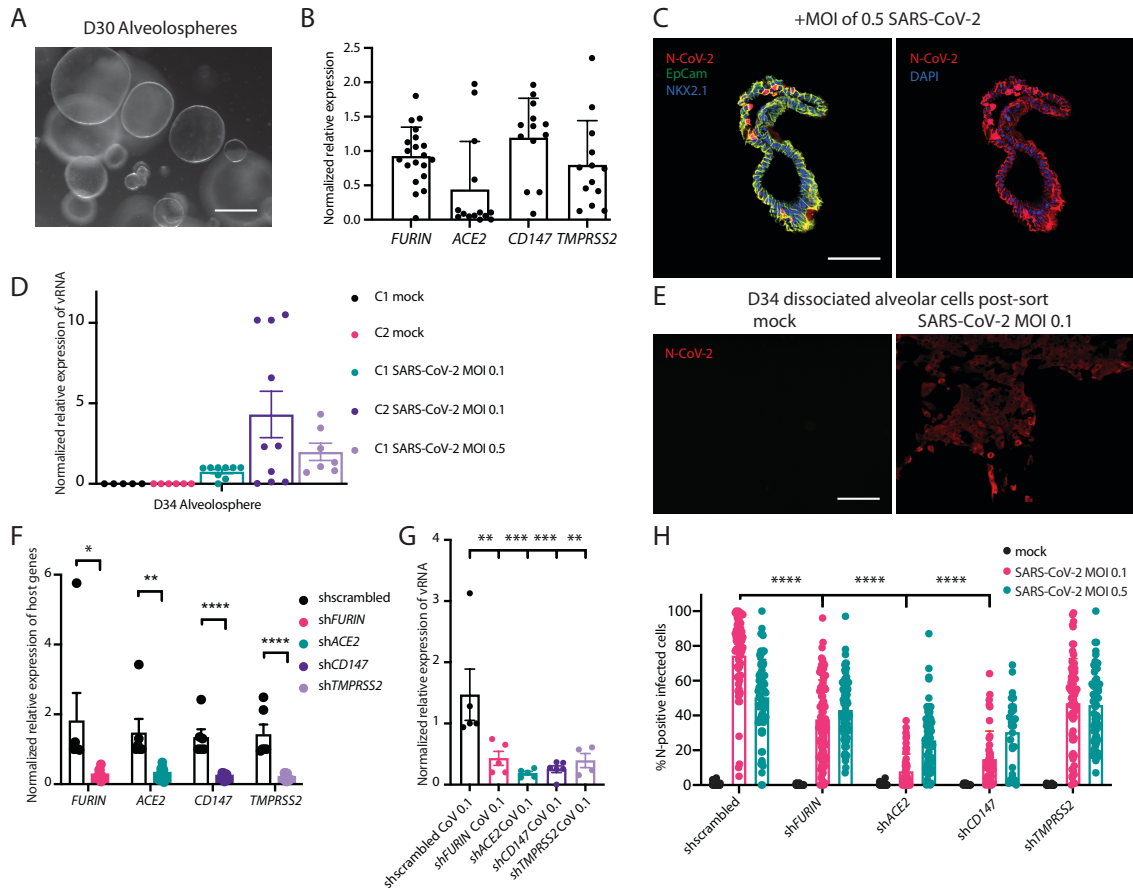 A
D30 Alveolospheres
B
Normalized relative expression
2.5
2.0
1.5
1.0
0.5
0.0
FURIN
ACE2
CD147
TMPRSS2
C
+MOI of 0.5 SARS-CoV-2
N-CoV-2
EpCam
NKX2.1
N-CoV-2
DAPI
D
Normalized relative expression of vRNA
10
5
0
D34 Alveolosphere
C1 mock
C2 mock
C1 SARS-CoV-2 MOI 0.1
C2 SARS-CoV-2 MOI 0.1
C1 SARS-CoV-2 MOI 0.5
E
D34 dissociated alveolar cells post-sort
mock
SARS-CoV-2 MOI 0.1
N-CoV-2
F
Normalized relative expression of host genes
6
4
2
0
*
**
****
****
FURIN
ACE2
CD147
TMPRSS2
shscrambled
shFURIN
shACE2
shCD147
shTMPRSS2
G
Normalized relative expression of vRNA
4
3
2
1
0
** *** *** **
shscrambled CoV 0.1
shFURIN CoV 0.1
shACE2 CoV 0.1
shCD147 CoV 0.1
shTMPRSS2 CoV 0.1
H
% N-positive infected cells
100
80
60
40
20
0
**** **** ****
mock
SARS-CoV-2 MOI 0.1
SARS-CoV-2 MOI 0.5
shscrambled
shFURIN
shACE2
shCD147
shTMPRSS2